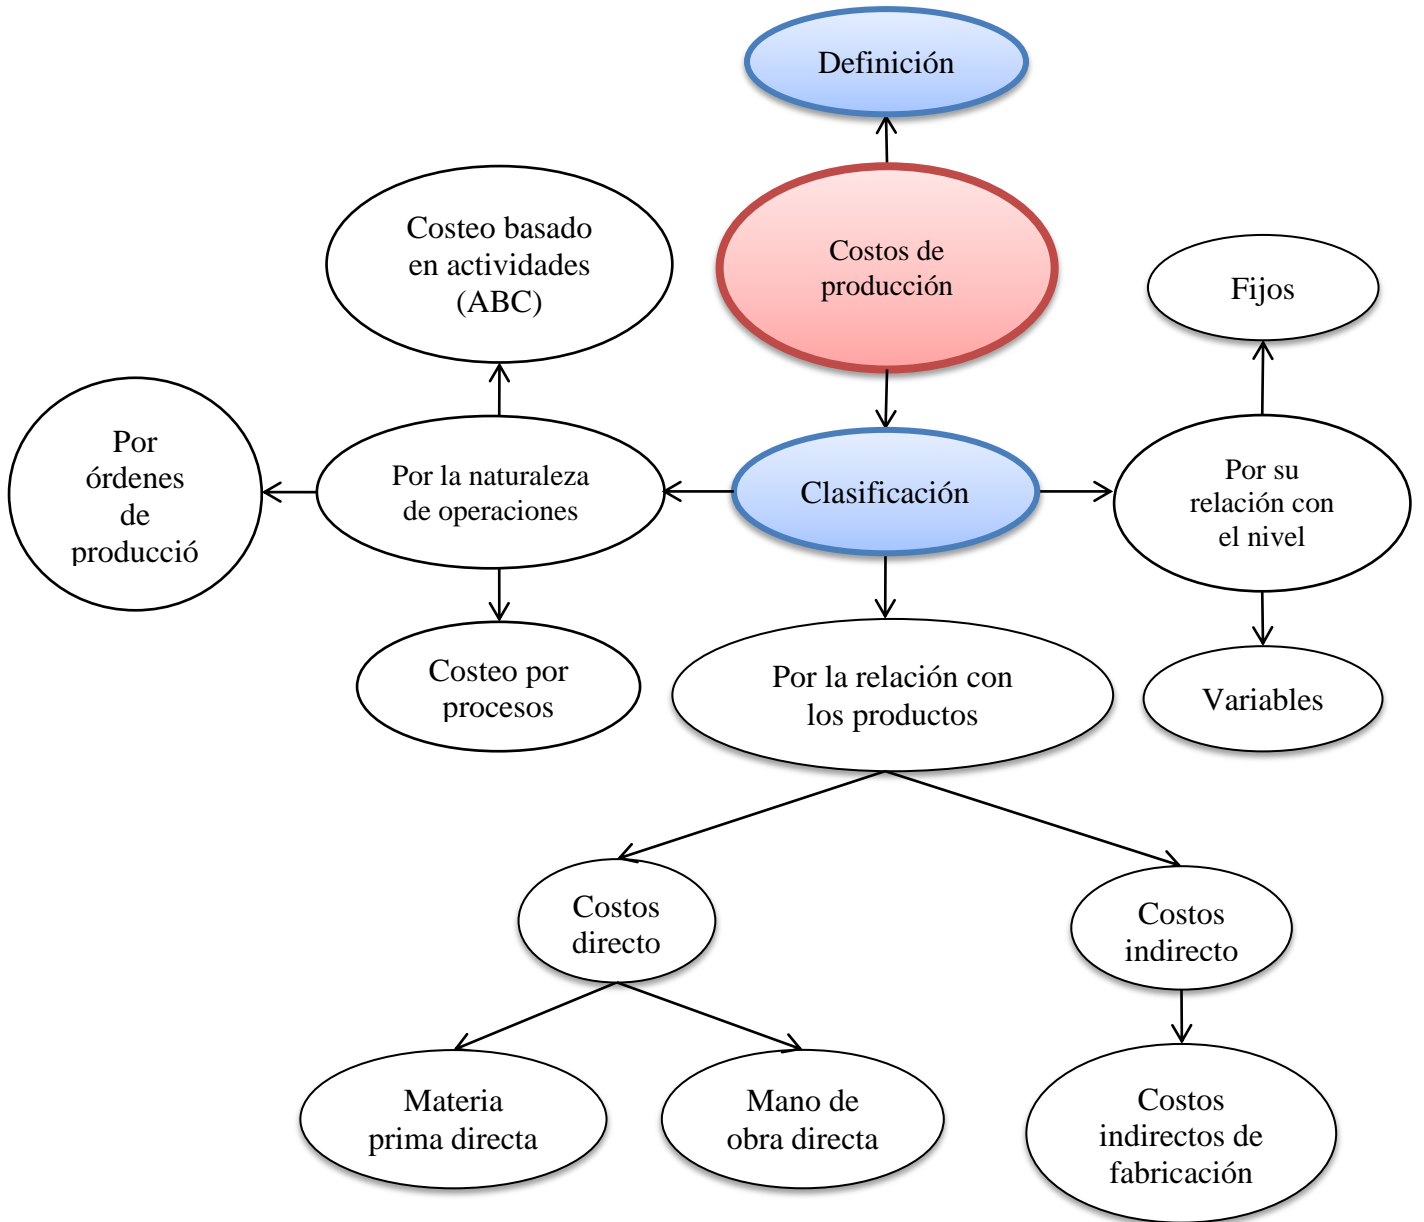 Definición
Costos de
producción
Costeo basado
en actividades
(ABC)
Fijos
Por
órdenes
de
producció
Por la naturaleza
de operaciones
Clasificación
Por su
relación con
el nivel
Costeo por
procesos
Por la relación con
los productos
Variables
Costos
directo
Costos
indirecto
Materia
prima directa
Mano de
obra directa
Costos
indirectos de
fabricación